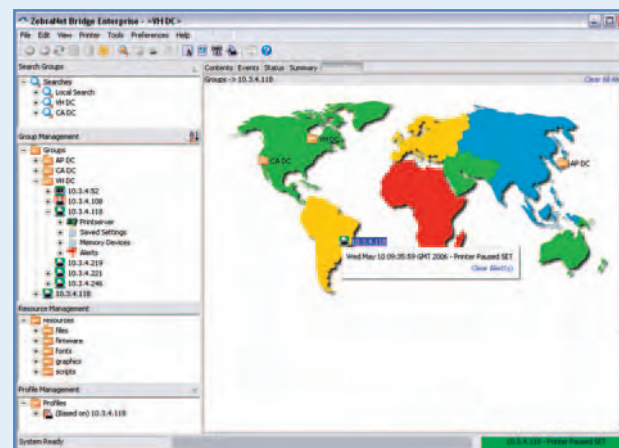 ZebraNet Bridge Enterprise - >VH DC<
File Edit View Printer Tools Preferences Help
Search Groups
Searches
Local Search
VH DC
CA DC
Group Management
Groups
AP DC
CA DC
VH DC
10.3.4.52
10.3.4.108
10.3.4.118
Printserver
Saved Settings
Memory Devices
Alerts
10.3.4.219
10.3.4.221
10.3.4.246
10.3.4.118
Resource Management
resources
files
firmware
fonts
graphics
scripts
Profile Management
Profiles
(Based on) 10.3.4.118
Contents Events Status Summary
Groups -> 10.3.4.118
Clear All
VH DC
CA DC
AP DC
10.3.4.118
Wed May 10 09:35:59 GMT 2006 - Printer Paused SET
Clear Alert(s)
System Ready
10.3.4.118 - Printer Paused SET